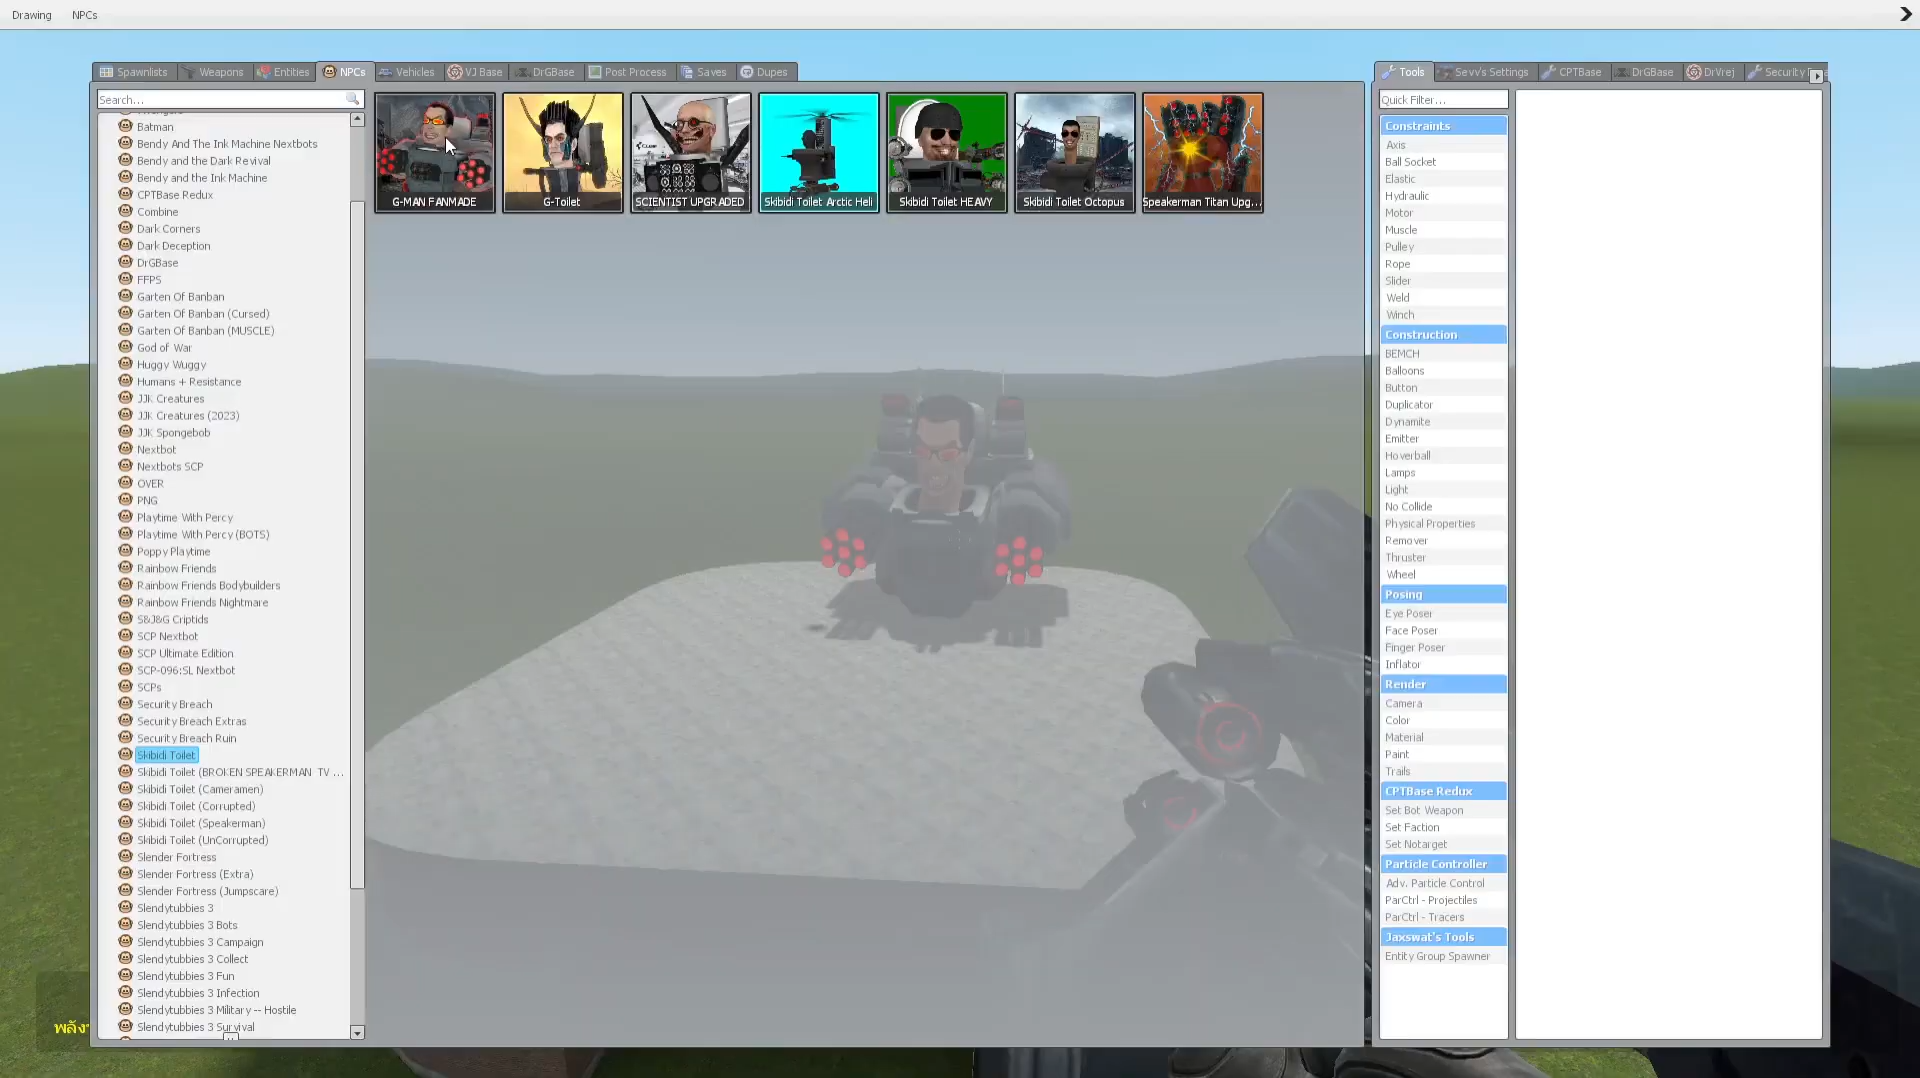 Drawing NPCs
Spawnlists Weapons Entities NPCs Vehicles VJ Base DrGBase Post Process Saves Dupes
Search...
Batman
Bendy And The Ink Machine Nextbots
Bendy and the Dark Revival
Bendy and the Ink Machine
CPTBase Redux
Combine
Dark Corners
Dark Deception
DrGBase
FFPS
Garten Of Banban
Garten Of Banban (Cursed)
Garten Of Banban (MUSCLE)
God of War
Huggy Wuggy
Humans + Resistance
JJK Creatures
JJK Creatures (2023)
JJK Spongebob
Nextbot
Nextbots SCP
OVER
PNG
Playtime With Percy
Playtime With Percy (BOTS)
Poppy Playtime
Rainbow Friends
Rainbow Friends Bodybuilders
Rainbow Friends Nightmare
S&J&G Criptids
SCP Nextbot
SCP Ultimate Edition
SCP-096:SL Nextbot
SCPs
Security Breach
Security Breach Extras
Security Breach Ruin
Skibidi Toilet
Skibidi Toilet (BROKEN SPEAKERMAN TV ...
Skibidi Toilet (Cameramen)
Skibidi Toilet (Corrupted)
Skibidi Toilet (Speakerman)
Skibidi Toilet (UnCorrupted)
Slender Fortress
Slender Fortress (Extra)
Slender Fortress (Jumpscare)
Slendytubbies 3
Slendytubbies 3 Bots
Slendytubbies 3 Campaign
Slendytubbies 3 Collect
Slendytubbies 3 Fun
Slendytubbies 3 Infection
Slendytubbies 3 Military -- Hostile
Slendytubbies 3 Survival
G-MAN FANMADE
G-Toilet
SCIENTIST UPGRADED
Skibidi Toilet Arctic Heli
Skibidi Toilet HEAVY
Skibidi Toilet Octopus
Speakerman Titan Upg...
Tools Sevv's Settings CPTBase DrGBase DrVrej Security
Quick Filter...
Constraints
Axis
Ball Socket
Elastic
Hydraulic
Motor
Muscle
Pulley
Rope
Slider
Weld
Winch
Construction
BEMCH
Balloons
Button
Duplicator
Dynamite
Emitter
Hoverball
Lamps
Light
No Collide
Physical Properties
Remover
Thruster
Wheel
Posing
Eye Poser
Face Poser
Finger Poser
Inflator
Render
Camera
Color
Material
Paint
Trails
CPTBase Redux
Set Bot Weapon
Set Faction
Set Notarget
Particle Controller
Adv. Particle Control
ParCtrl - Projectiles
ParCtrl - Tracers
Jaxswat's Tools
Entity Group Spawner